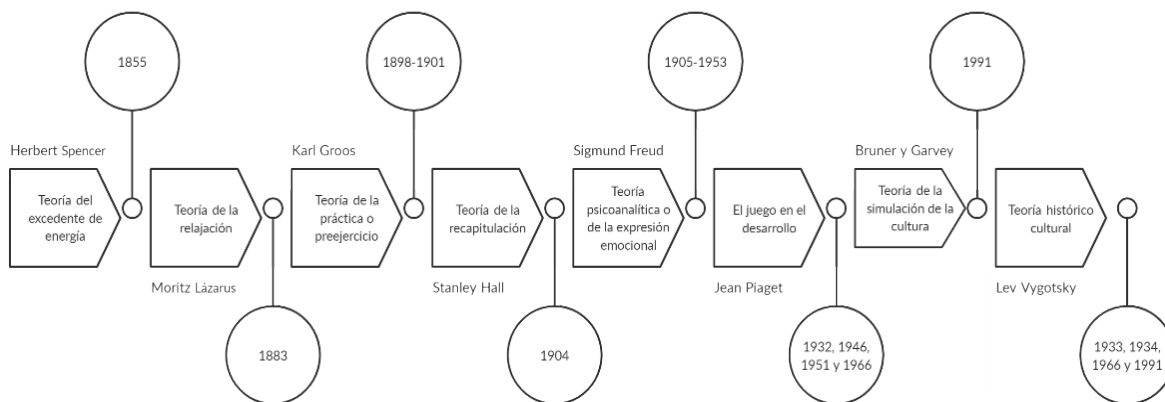 1855
Herbert Spencer
Teoría del
excedente de
energía
Teoría de la
relajación
Moritz Lázarus
1883
1898-1901
Karl Groos
Teoría de la
práctica o
preejercicio
Teoría de la
recapitulación
Stanley Hall
1904
1905-1953
Sigmund Freud
Teoría
psicoanalítica o
de la expresión
emocional
El juego en el
desarrollo
Jean Piaget
1932, 1946,
1951 y 1966
1991
Bruner y Garvey
Teoría de la
simulación de la
cultura
Teoría histórico
cultural
Lev Vygotsky
1933, 1934,
1966 y 1991